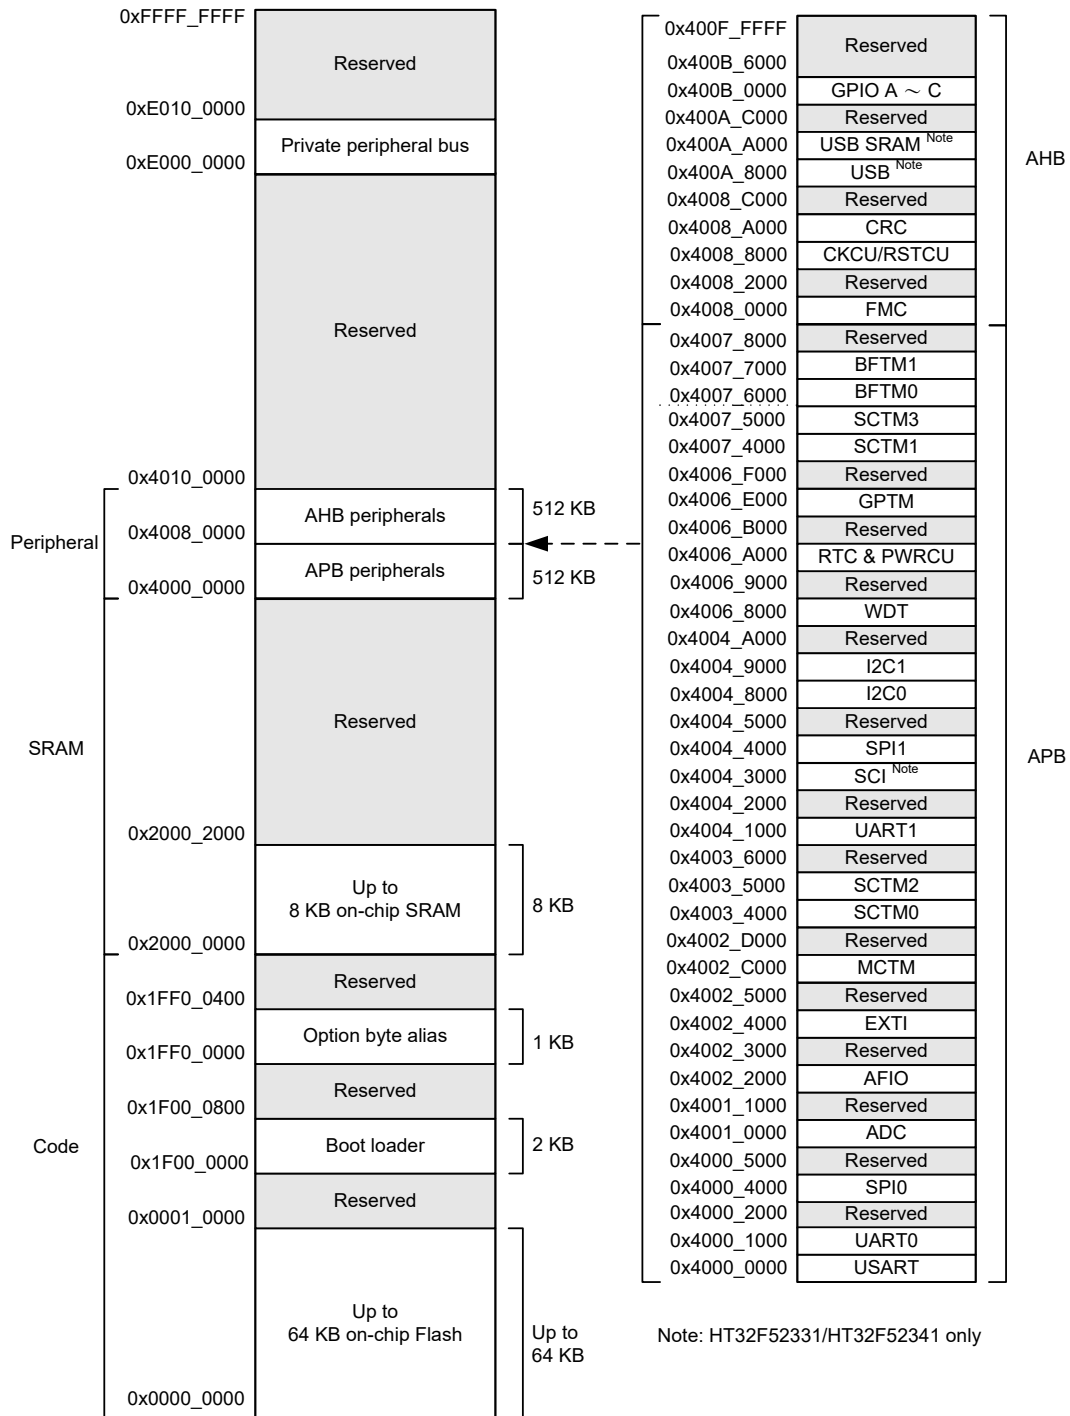 0xFFFF_FFFF
Reserved
0xE010_0000
Private peripheral bus
0xE000_0000
Reserved
0x4010_0000
AHB peripherals
512 KB
0x4008_0000
Peripheral
APB peripherals
512 KB
0x4000_0000
Reserved
SRAM
0x2000_2000
Up to
8 KB on-chip SRAM
8 KB
0x2000_0000
Reserved
0x1FF0_0400
Option byte alias
1 KB
0x1FF0_0000
Reserved
0x1F00_0800
Code
Boot loader
2 KB
0x1F00_0000
Reserved
0x0001_0000
Up to
64 KB on-chip Flash
Up to
64 KB
0x0000_0000
0x400F_FFFF
Reserved
0x400B_6000
0x400B_0000 GPIO A ～ C
0x400A_C000 Reserved
0x400A_A000 USB SRAM Note
AHB
0x400A_8000 USB Note
0x4008_C000 Reserved
0x4008_A000 CRC
0x4008_8000 CKCU/RSTCU
0x4008_2000 Reserved
0x4008_0000 FMC
0x4007_8000 Reserved
0x4007_7000 BFTM1
0x4007_6000 BFTM0
0x4007_5000 SCTM3
0x4007_4000 SCTM1
0x4006_F000 Reserved
0x4006_E000 GPTM
0x4006_B000 Reserved
0x4006_A000 RTC & PWRCU
0x4006_9000 Reserved
0x4006_8000 WDT
0x4004_A000 Reserved
0x4004_9000 I2C1
0x4004_8000 I2C0
0x4004_5000 Reserved
0x4004_4000 SPI1
APB
0x4004_3000 SCI Note
0x4004_2000 Reserved
0x4004_1000 UART1
0x4003_6000 Reserved
0x4003_5000 SCTM2
0x4003_4000 SCTM0
0x4002_D000 Reserved
0x4002_C000 MCTM
0x4002_5000 Reserved
0x4002_4000 EXTI
0x4002_3000 Reserved
0x4002_2000 AFIO
0x4001_1000 Reserved
0x4001_0000 ADC
0x4000_5000 Reserved
0x4000_4000 SPI0
0x4000_2000 Reserved
0x4000_1000 UART0
0x4000_0000 USART
Note: HT32F52331/HT32F52341 only